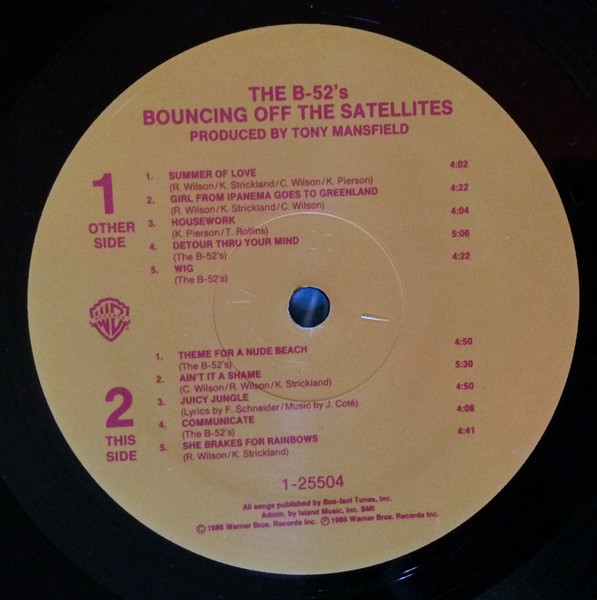 THE B-52's
BOUNCING OFF THE SATELLITES
PRODUCED BY TONY MANSFIELD
1
OTHER
SIDE
1. SUMMER OF LOVE 4:02
(R. Wilson/K. Strickland/C. Wilson/K. Pierson)
2. GIRL FROM IPANEMA GOES TO GREENLAND 4:22
(R. Wilson/K. Strickland/C. Wilson)
3. HOUSEWORK 4:04
(K. Pierson/T. Rollins)
4. DETOUR THRU YOUR MIND 5:06
(The B-52's)
5. WIG 4:22
(The B-52's)
2
THIS
SIDE
1. THEME FOR A NUDE BEACH 4:50
(The B-52's)
2. AIN'T IT A SHAME 5:30
(C. Wilson/R. Wilson/K. Strickland)
3. JUICY JUNGLE 4:50
(Lyrics by F. Schneider/Music by J. Coté)
4. COMMUNICATE 4:08
(The B-52's)
5. SHE BRAKES FOR RAINBOWS 4:41
(R. Wilson/K. Strickland)
1-25504
All songs published by Boo-fant Tunes, Inc.
Admin. by Island Music, Inc. BMI
© 1986 Warner Bros. Records Inc. ℗ 1986 Warner Bros. Records Inc.